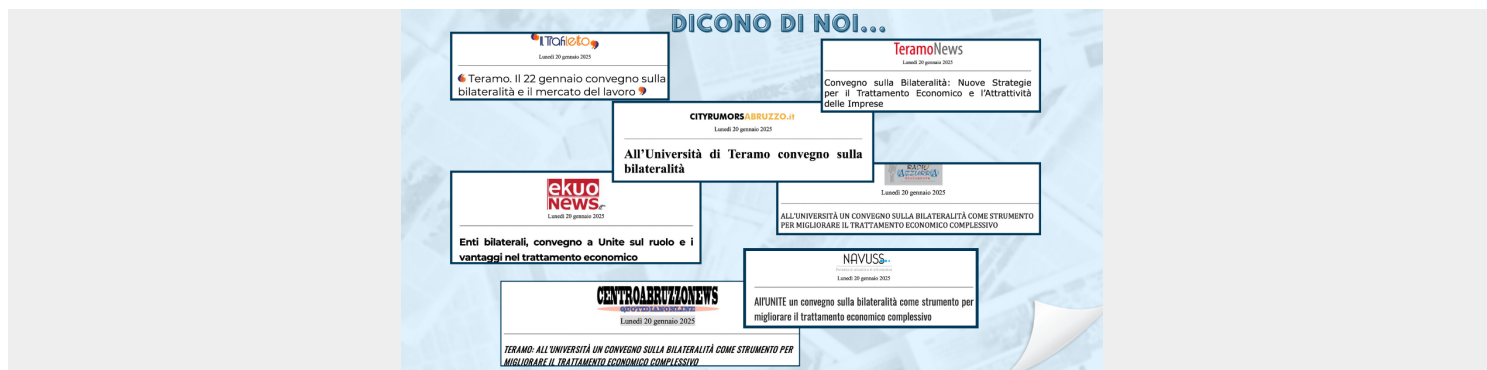 DICONO DI NOI...
il Trafiletto
Lunedì 20 gennaio 2025
Teramo. Il 22 gennaio convegno sulla
bilateralità e il mercato del lavoro
TeramoNews
Lunedì 20 gennaio 2025
Convegno sulla Bilateralità: Nuove Strategie
per il Trattamento Economico e l'Attrattività
delle Imprese
CITYRUMORSABRUZZO.it
Lunedì 20 gennaio 2025
All'Università di Teramo convegno sulla
bilateralità
ekuo
News.it
Lunedì 20 gennaio 2025
Enti bilaterali, convegno a Unite sul ruolo e i
vantaggi nel trattamento economico
RADIO
AZZURRA
Lunedì 20 gennaio 2025
ALL'UNIVERSITÀ UN CONVEGNO SULLA BILATERALITÀ COME STRUMENTO
PER MIGLIORARE IL TRATTAMENTO ECONOMICO COMPLESSIVO
NAVUSS
Lunedì 20 gennaio 2025
All'UNITE un convegno sulla bilateralità come strumento per
migliorare il trattamento economico complessivo
CENTROABRUZZONEWS
QUOTIDIANONLINE
Lunedì 20 gennaio 2025
TERAMO: ALL'UNIVERSITÀ UN CONVEGNO SULLA BILATERALITÀ COME STRUMENTO PER
MIGLIORARE IL TRATTAMENTO ECONOMICO COMPLESSIVO